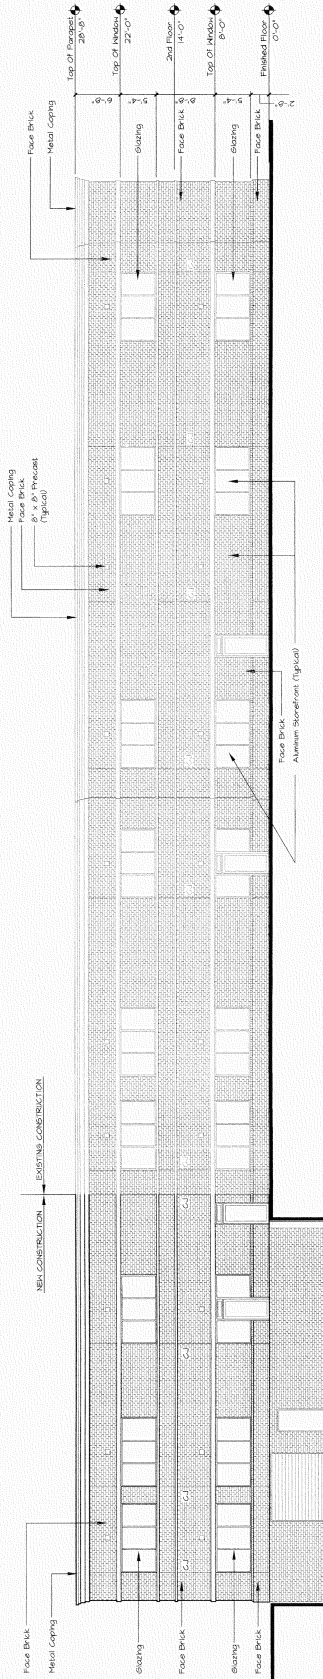 Top Of Parapet
28'-8"
Top Of Window
22'-0"
2nd Floor
14'-0"
Top Of Window
8'-0"
Finished Floor
0'-0"
6'-8"
5'-4"
5'-4"
2'-8"
Face Brick
Metal Coping
Glazing
Face Brick
Glazing
Face Brick
Metal Coping
Face Brick
8" x 8" Precast
(Typical)
Face Brick
Aluminum Storefront (Typical)
NEW CONSTRUCTION
EXISTING CONSTRUCTION
CJ
CJ
CJ
CJ
Face Brick
Metal Coping
Glazing
Face Brick
Glazing
Face Brick